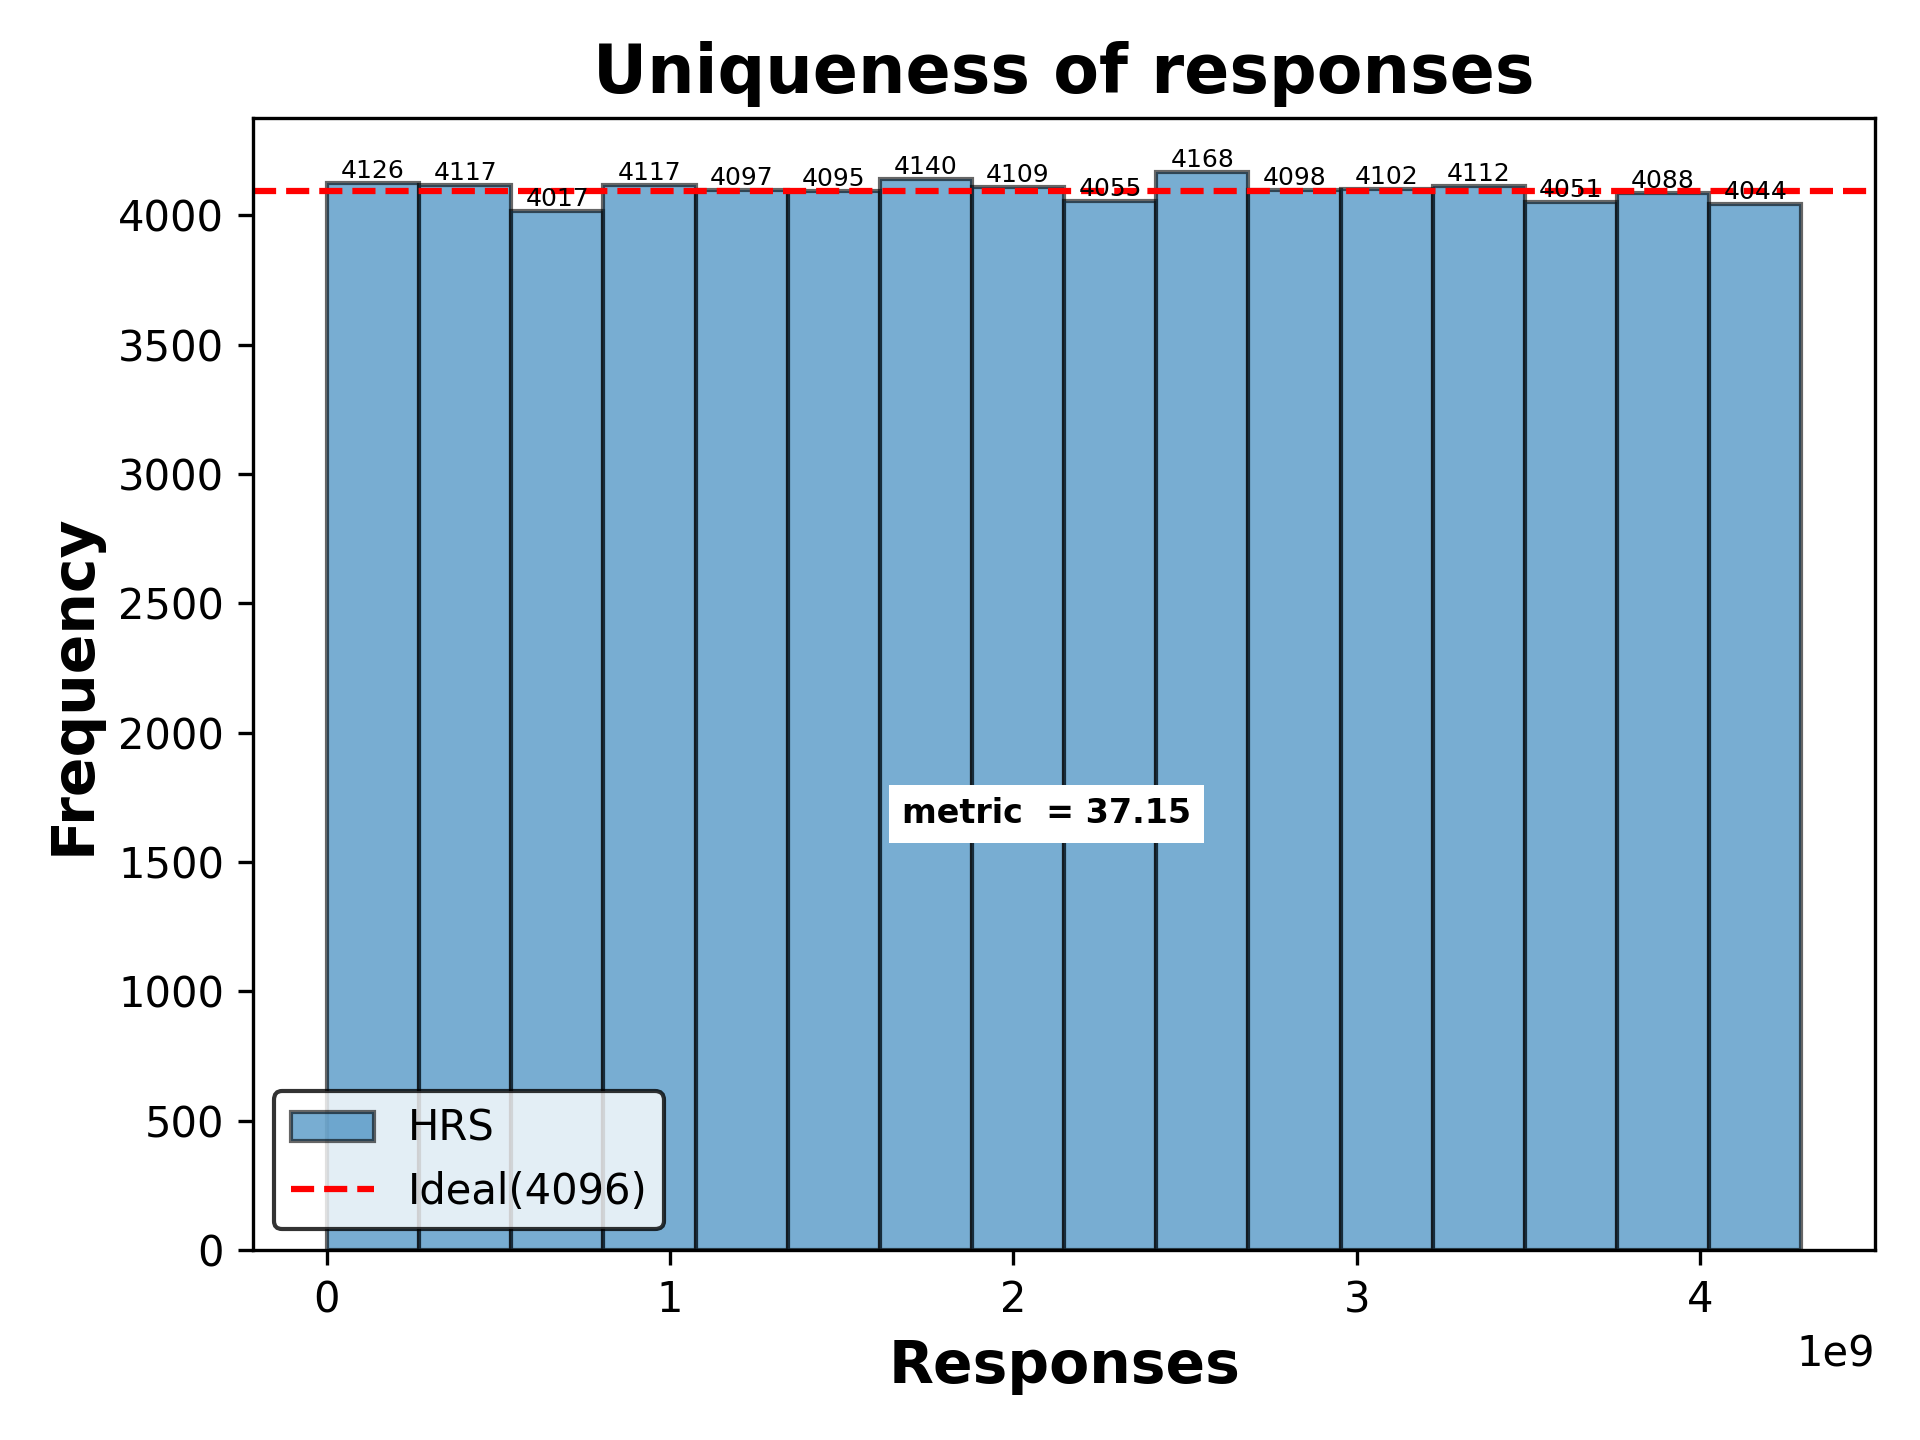 Uniqueness of responses
4126 4117 4017 4117 4097 4095 4140 4109 4055 4168 4098 4102 4112 4051 4088 4044
Frequency
4000
3500
3000
2500
2000
1500
1000
500
0
metric = 37.15
HRS
Ideal(4096)
0 1 2 3 4
1e9
Responses